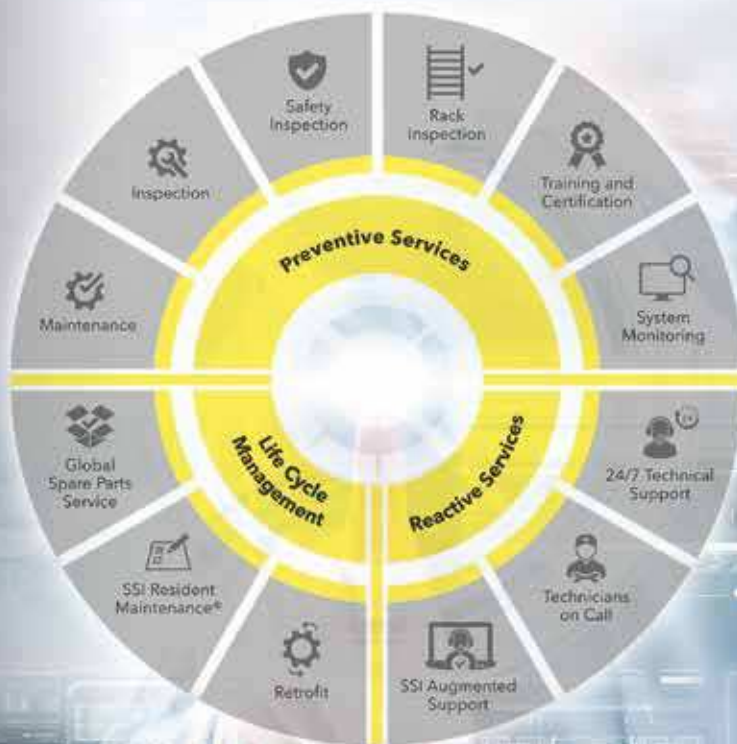 Safety
Inspection
Rack
Inspection
Inspection
Training and
Certification
Maintenance
System
Monitoring
Preventive Services
Life Cycle
Management
Reactive Services
Global
Spare Parts
Service
24/7 Technical
Support
SSI Resident
Maintenance®
Technicians
on Call
Retrofit
SSI Augmented
Support